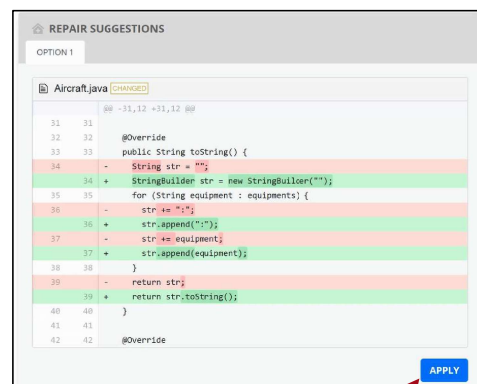 REPAIR SUGGESTIONS
OPTION 1
Aircraft.java CHANGED
@@ -31,12 +31,12 @@
31 31
32 32 @Override
33 33 public String toString() {
34 - String str = "";
34 + StringBuilder str = new StringBuilder("");
35 35 for (String equipment : equipments) {
36 - str += ":";
36 + str.append(":");
37 - str += equipment;
37 + str.append(equipment);
38 38 }
39 - return str;
39 + return str.toString();
40 40 }
41 41
42 42 @Override
APPLY